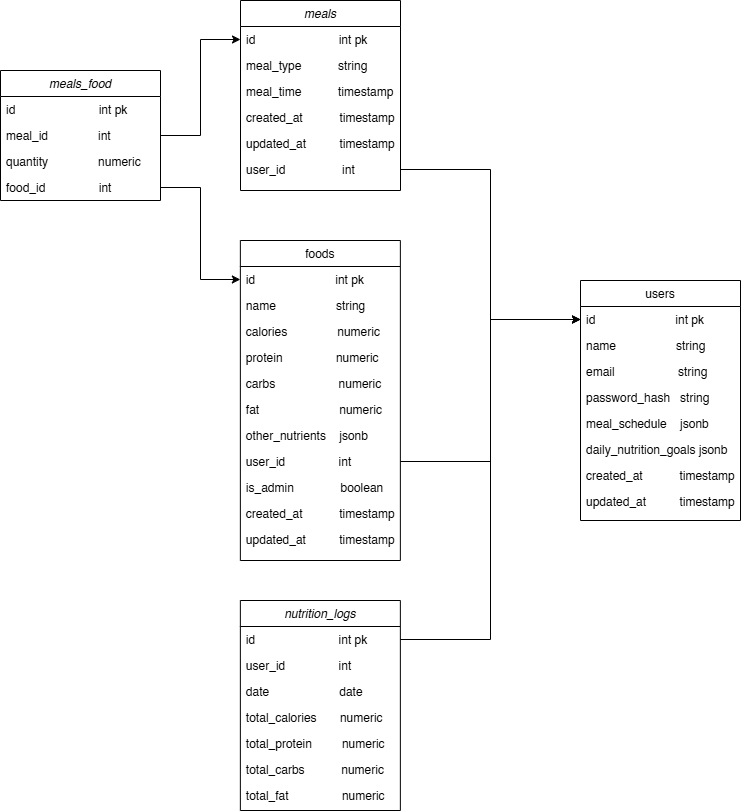 meals
id int pk
meal_type string
meal_time timestamp
created_at timestamp
updated_at timestamp
user_id int
meals_food
id int pk
meal_id int
quantity numeric
food_id int
foods
id int pk
name string
calories numeric
protein numeric
carbs numeric
fat numeric
other_nutrients jsonb
user_id int
is_admin boolean
created_at timestamp
updated_at timestamp
users
id int pk
name string
email string
password_hash string
meal_schedule jsonb
daily_nutrition_goals jsonb
created_at timestamp
updated_at timestamp
nutrition_logs
id int pk
user_id int
date date
total_calories numeric
total_protein numeric
total_carbs numeric
total_fat numeric